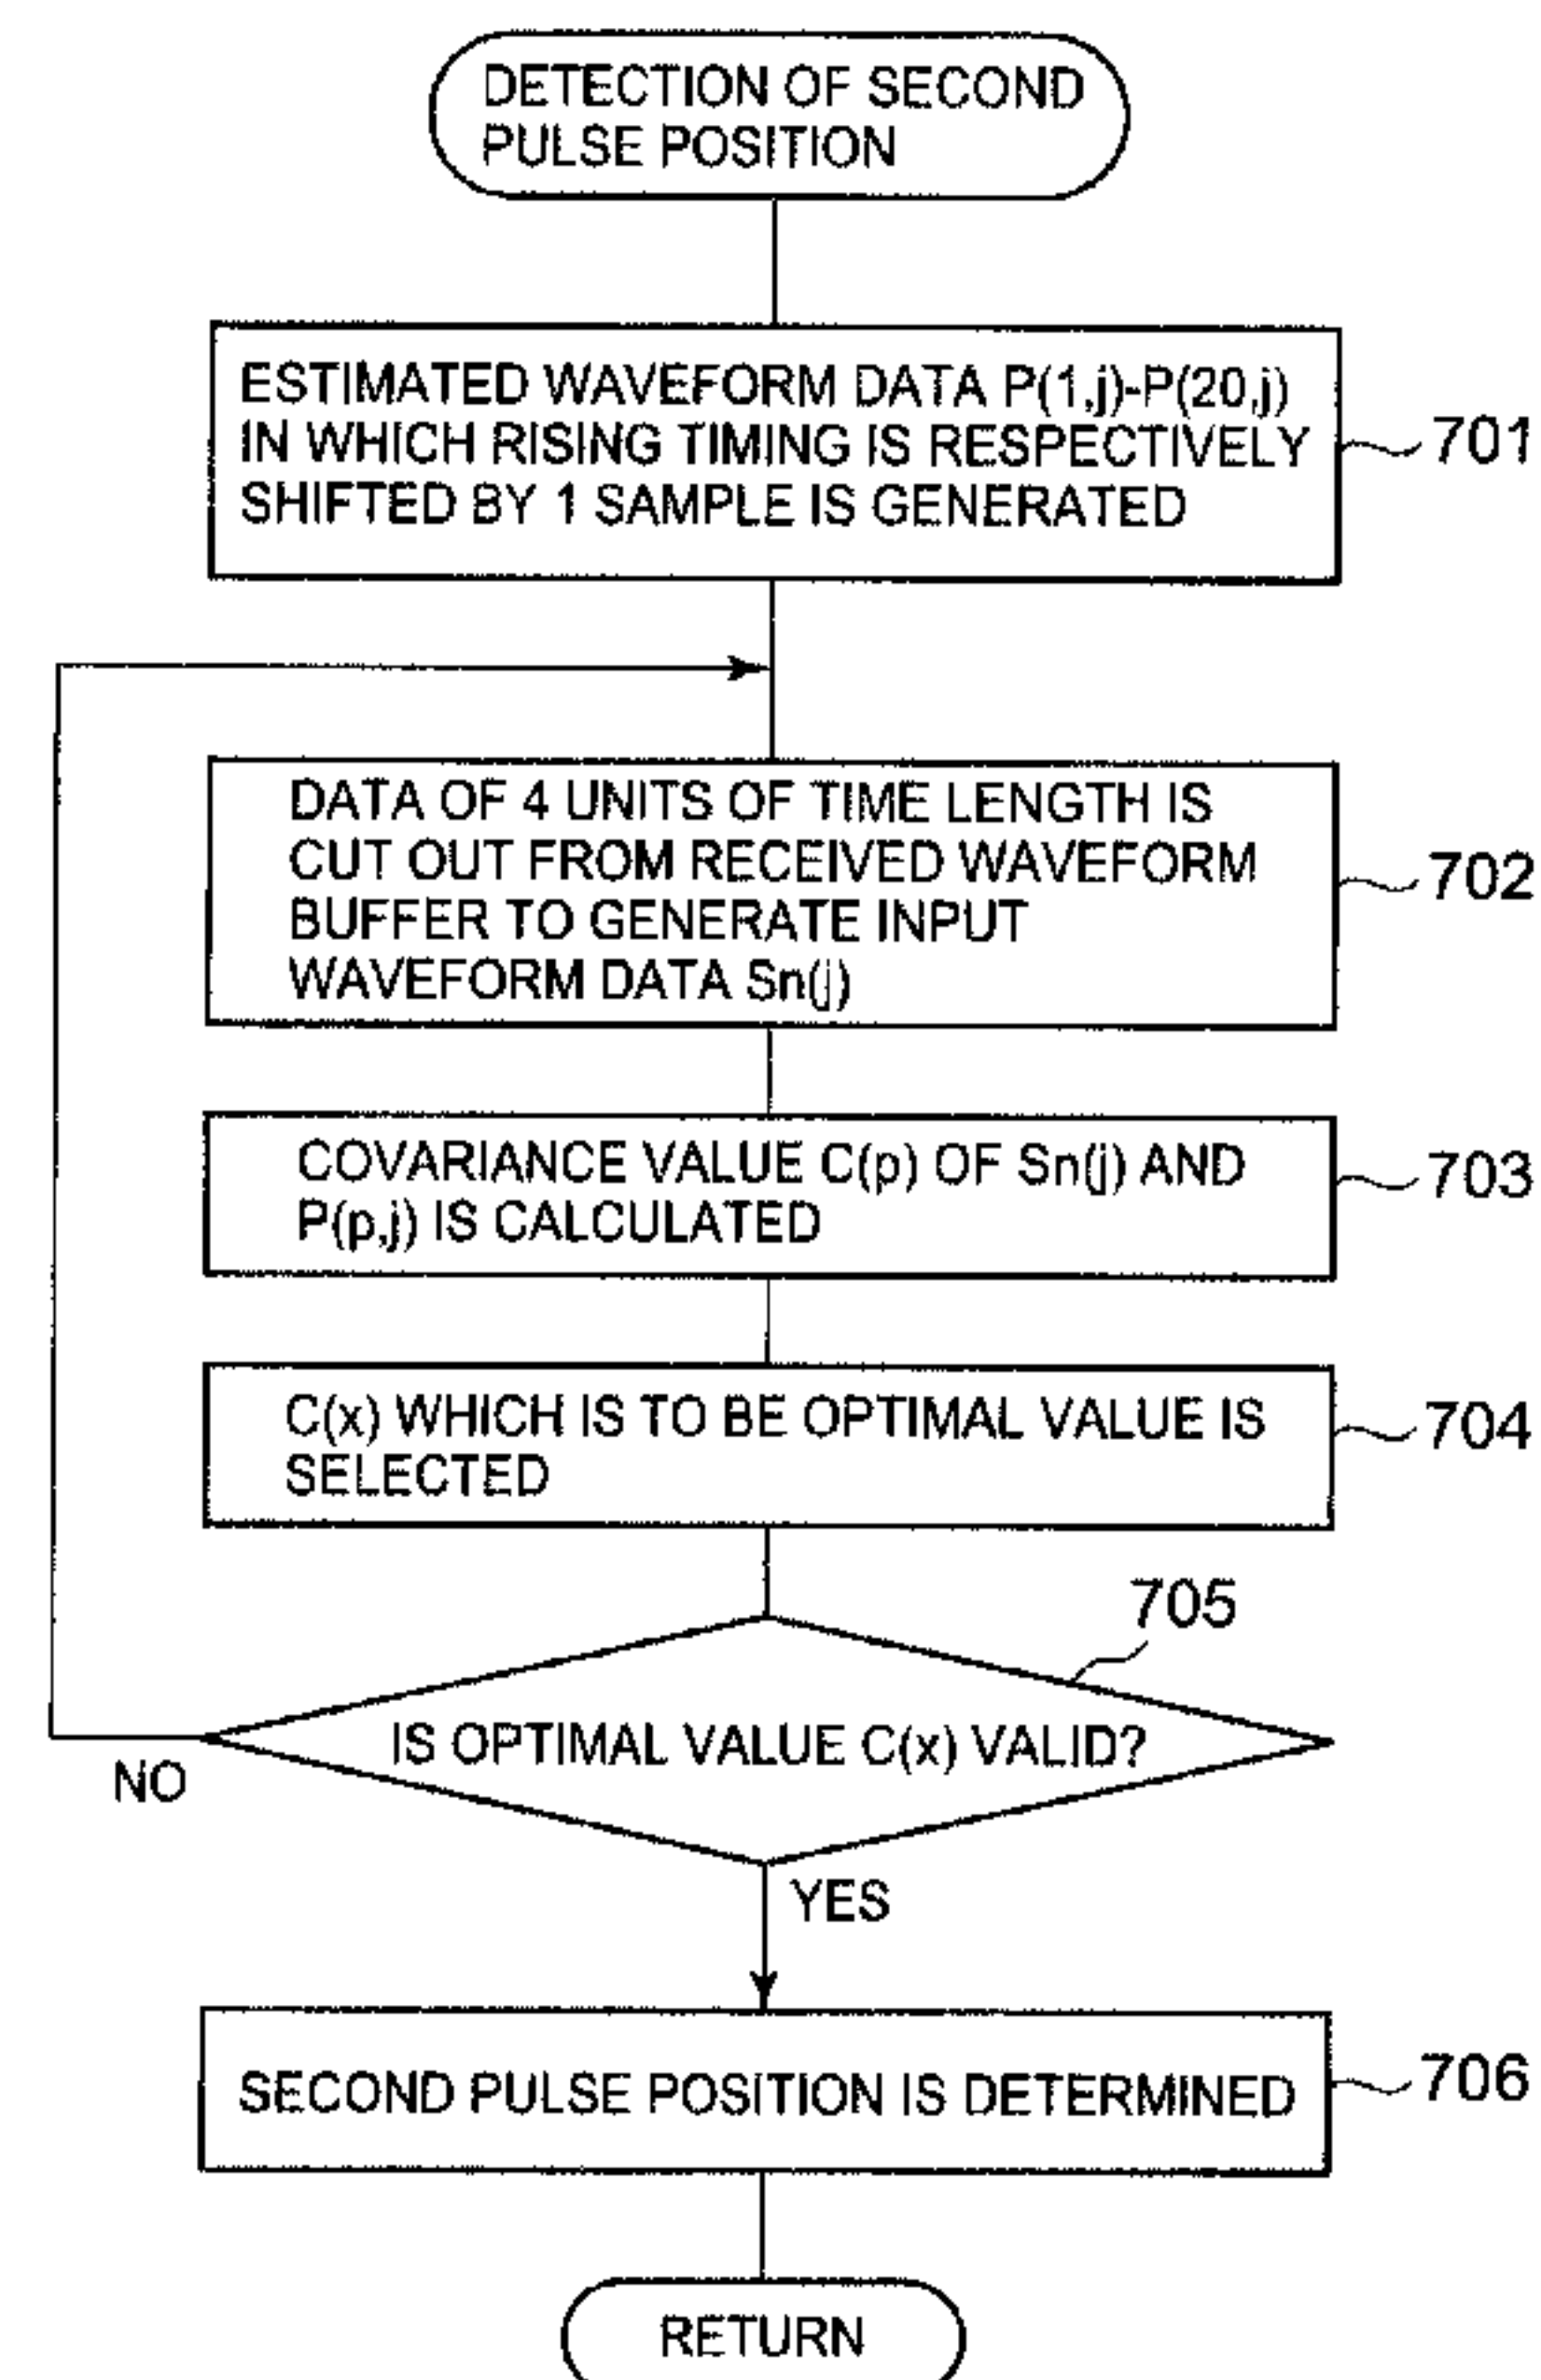 DETECTION OF SECOND
PULSE POSITION
ESTIMATED WAVEFORM DATA P(1,j)-P(20,j)
IN WHICH RISING TIMING IS RESPECTIVELY
SHIFTED BY 1 SAMPLE IS GENERATED
701
DATA OF 4 UNITS OF TIME LENGTH IS
CUT OUT FROM RECEIVED WAVEFORM
BUFFER TO GENERATE INPUT
WAVEFORM DATA Sn(j)
702
COVARIANCE VALUE C(p) OF Sn(j) AND
P(p,j) IS CALCULATED
703
C(x) WHICH IS TO BE OPTIMAL VALUE IS
SELECTED
704
705
IS OPTIMAL VALUE C(x) VALID?
NO
YES
SECOND PULSE POSITION IS DETERMINED
706
RETURN